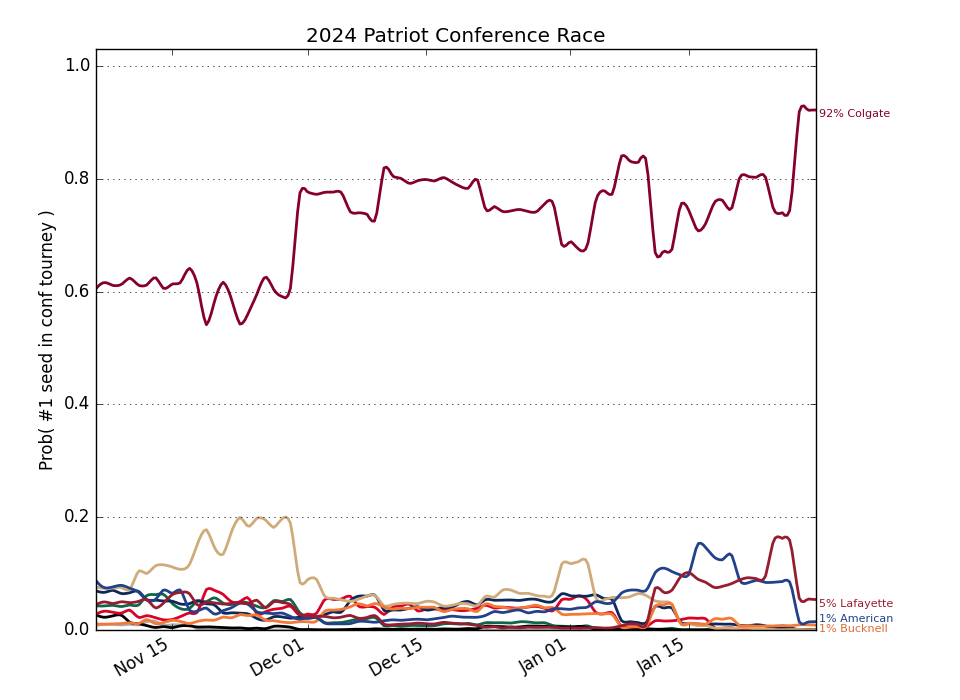 2024 Patriot Conference Race
Prob( #1 seed in conf tourney )
1.0
0.8
0.6
0.4
0.2
0.0
Nov 15
Dec 01
Dec 15
Jan 01
Jan 15
92% Colgate
5% Lafayette
1% American
1% Bucknell